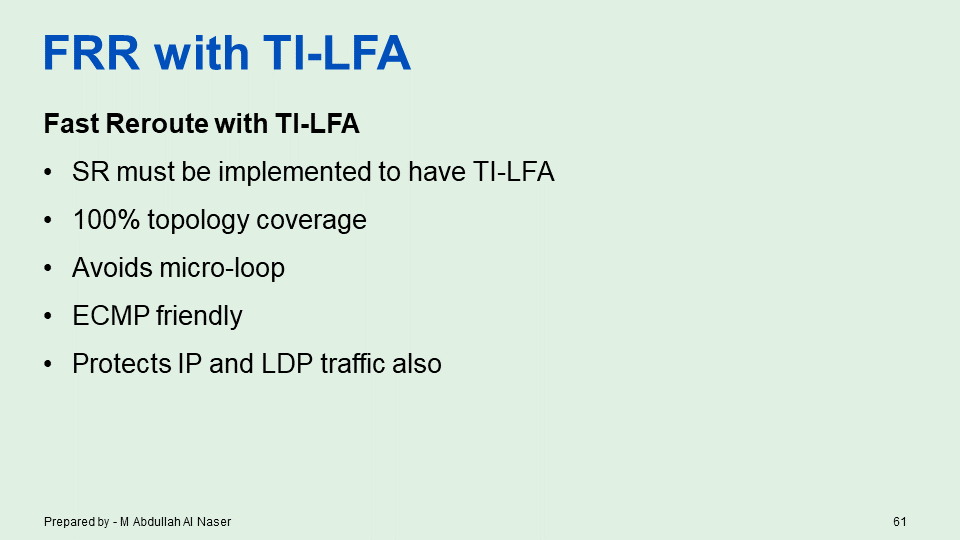 FRR with TI-LFA
Fast Reroute with TI-LFA
• SR must be implemented to have TI-LFA
• 100% topology coverage
• Avoids micro-loop
• ECMP friendly
• Protects IP and LDP traffic also
Prepared by - M Abdullah Al Naser
61